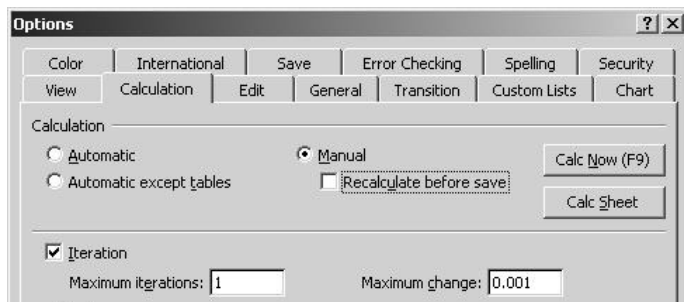 Options ? X
Color International Save Error Checking Spelling Security
View Calculation Edit General Transition Custom Lists Chart
Calculation
Automatic Manual Calc Now (F9)
Automatic except tables Recalculate before save
Calc Sheet
Iteration
Maximum iterations: 1 Maximum change: 0.001